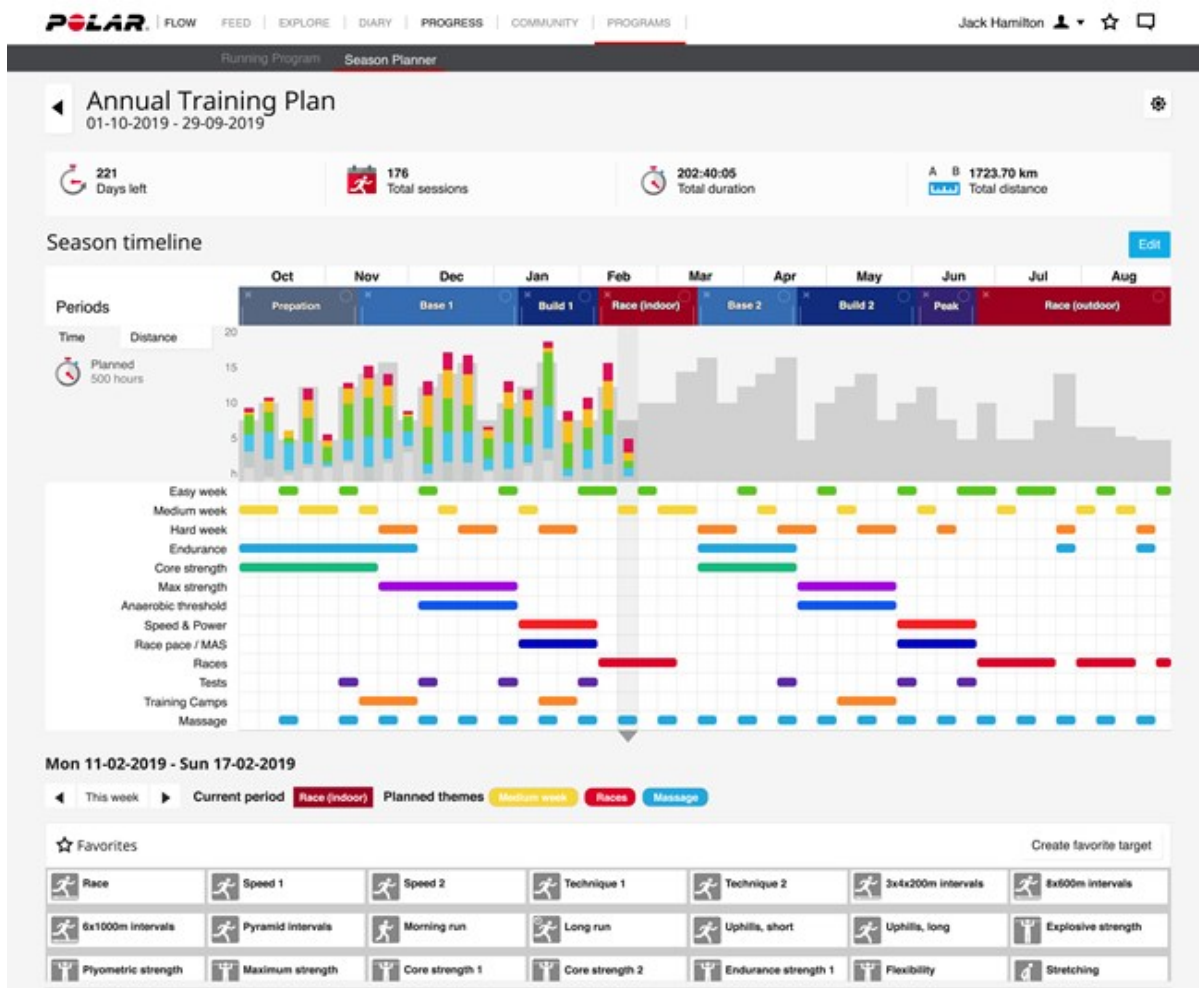 POLAR. FLOW FEED EXPLORE DIARY PROGRESS COMMUNITY PROGRAMS Jack Hamilton
Running Program Season Planner
Annual Training Plan
01-10-2019 - 29-09-2019
221 Days left
176 Total sessions
202:40:05 Total duration
A B 1723.70 km Total distance
Season timeline Edit
Oct Nov Dec Jan Feb Mar Apr May Jun Jul Aug
Periods Prepation Base 1 Build 1 Race (indoor) Base 2 Build 2 Peak Race (outdoor)
Time Distance 20
Planned 15
500 hours
10
5
h
Easy week
Medium week
Hard week
Endurance
Core strength
Max strength
Anaerobic threshold
Speed & Power
Race pace / MAS
Races
Tests
Training Camps
Massage
Mon 11-02-2019 - Sun 17-02-2019
This week Current period Race (indoor) Planned themes Medium week Races Massage
Favorites Create favorite target
Race Speed 1 Speed 2 Technique 1 Technique 2 3x4x200m intervals 8x600m intervals
6x1000m intervals Pyramid intervals Morning run Long run Uphills, short Uphills, long Explosive strength
Plyometric strength Maximum strength Core strength 1 Core strength 2 Endurance strength 1 Flexibility Stretching